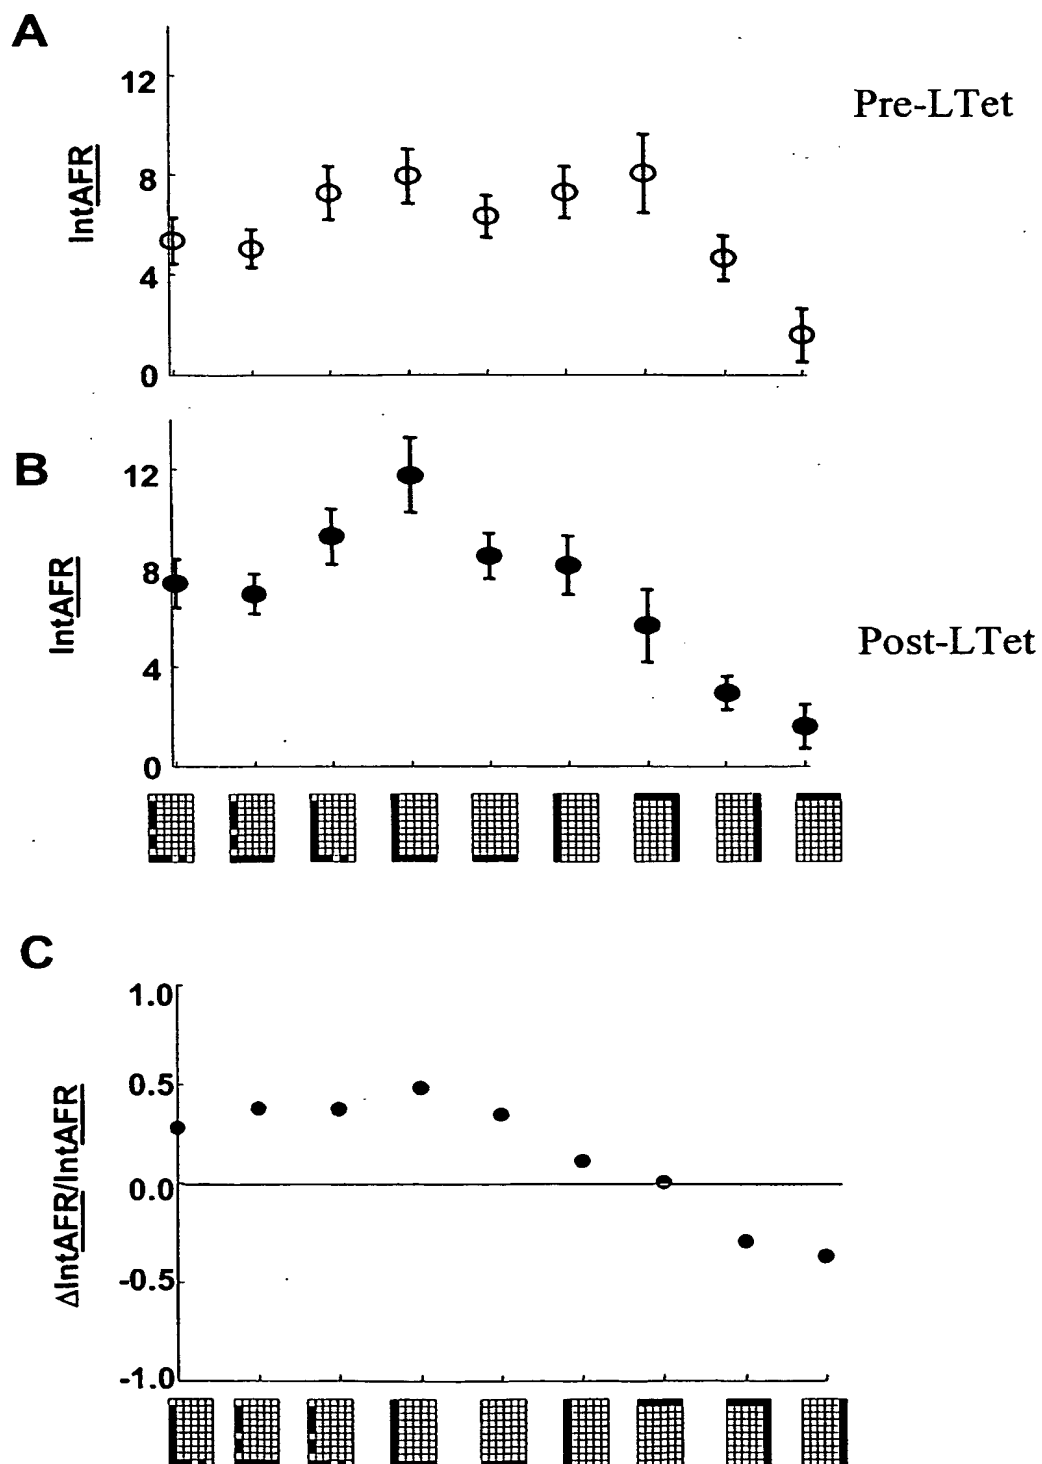 A
12
Pre-LTet
8
IntAFR
4
0
B
12
8
IntAFR
Post-LTet
4
0
C
1.0
0.5
ΔIntAFR/IntAFR
0.0
-0.5
-1.0